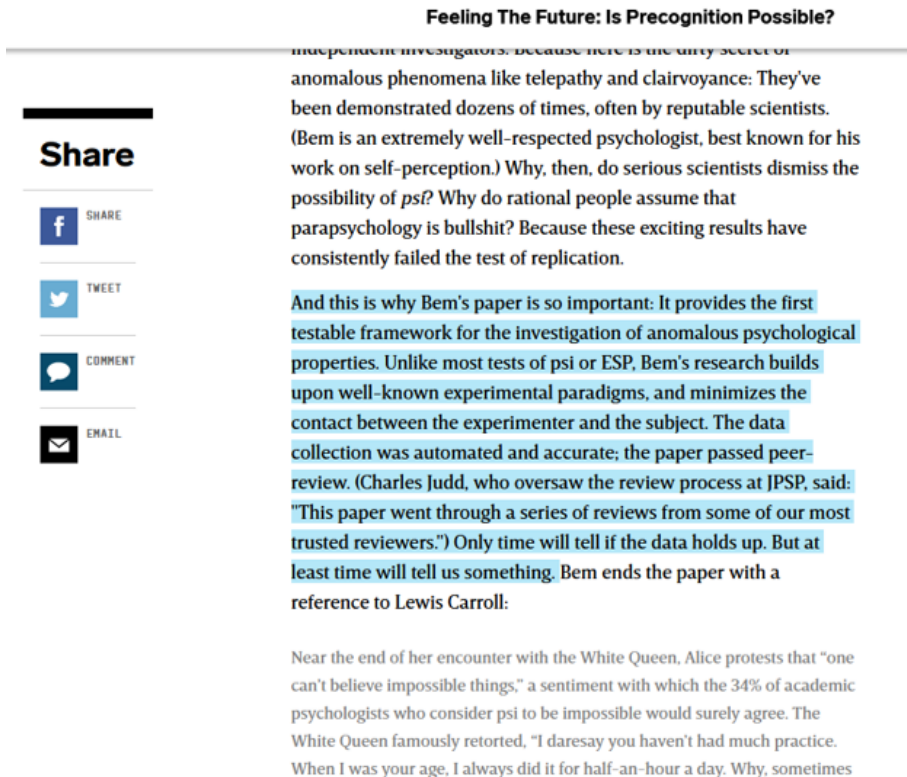 Feeling The Future: Is Precognition Possible?
independent investigators. Because here is the dirty secret of
anomalous phenomena like telepathy and clairvoyance: They've
been demonstrated dozens of times, often by reputable scientists.
(Bem is an extremely well-respected psychologist, best known for his
work on self-perception.) Why, then, do serious scientists dismiss the
possibility of psi? Why do rational people assume that
parapsychology is bullshit? Because these exciting results have
consistently failed the test of replication.
Share
SHARE
TWEET
COMMENT
EMAIL
And this is why Bem's paper is so important: It provides the first
testable framework for the investigation of anomalous psychological
properties. Unlike most tests of psi or ESP, Bem's research builds
upon well-known experimental paradigms, and minimizes the
contact between the experimenter and the subject. The data
collection was automated and accurate; the paper passed peer-
review. (Charles Judd, who oversaw the review process at JPSP, said:
"This paper went through a series of reviews from some of our most
trusted reviewers.") Only time will tell if the data holds up. But at
least time will tell us something. Bem ends the paper with a
reference to Lewis Carroll:
Near the end of her encounter with the White Queen, Alice protests that “one
can't believe impossible things,” a sentiment with which the 34% of academic
psychologists who consider psi to be impossible would surely agree. The
White Queen famously retorted, “I daresay you haven't had much practice.
When I was your age, I always did it for half-an-hour a day. Why, sometimes